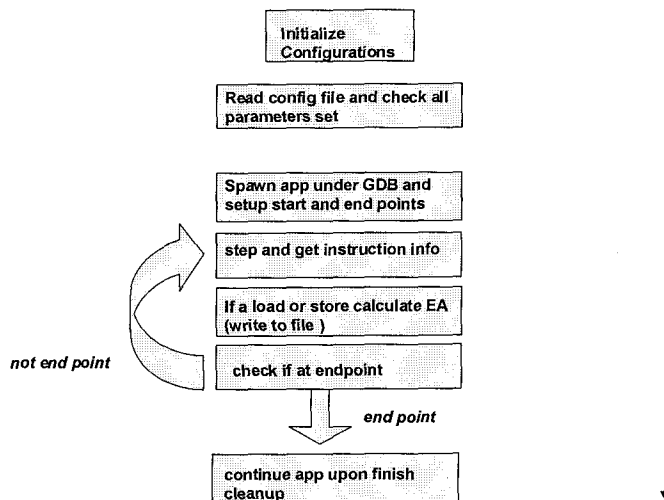 Initialize
Configurations
Read config file and check all
parameters set
Spawn app under GDB and
setup start and end points
step and get instruction info
If a load or store calculate EA
(write to file )
not end point
check if at endpoint
end point
continue app upon finish
cleanup